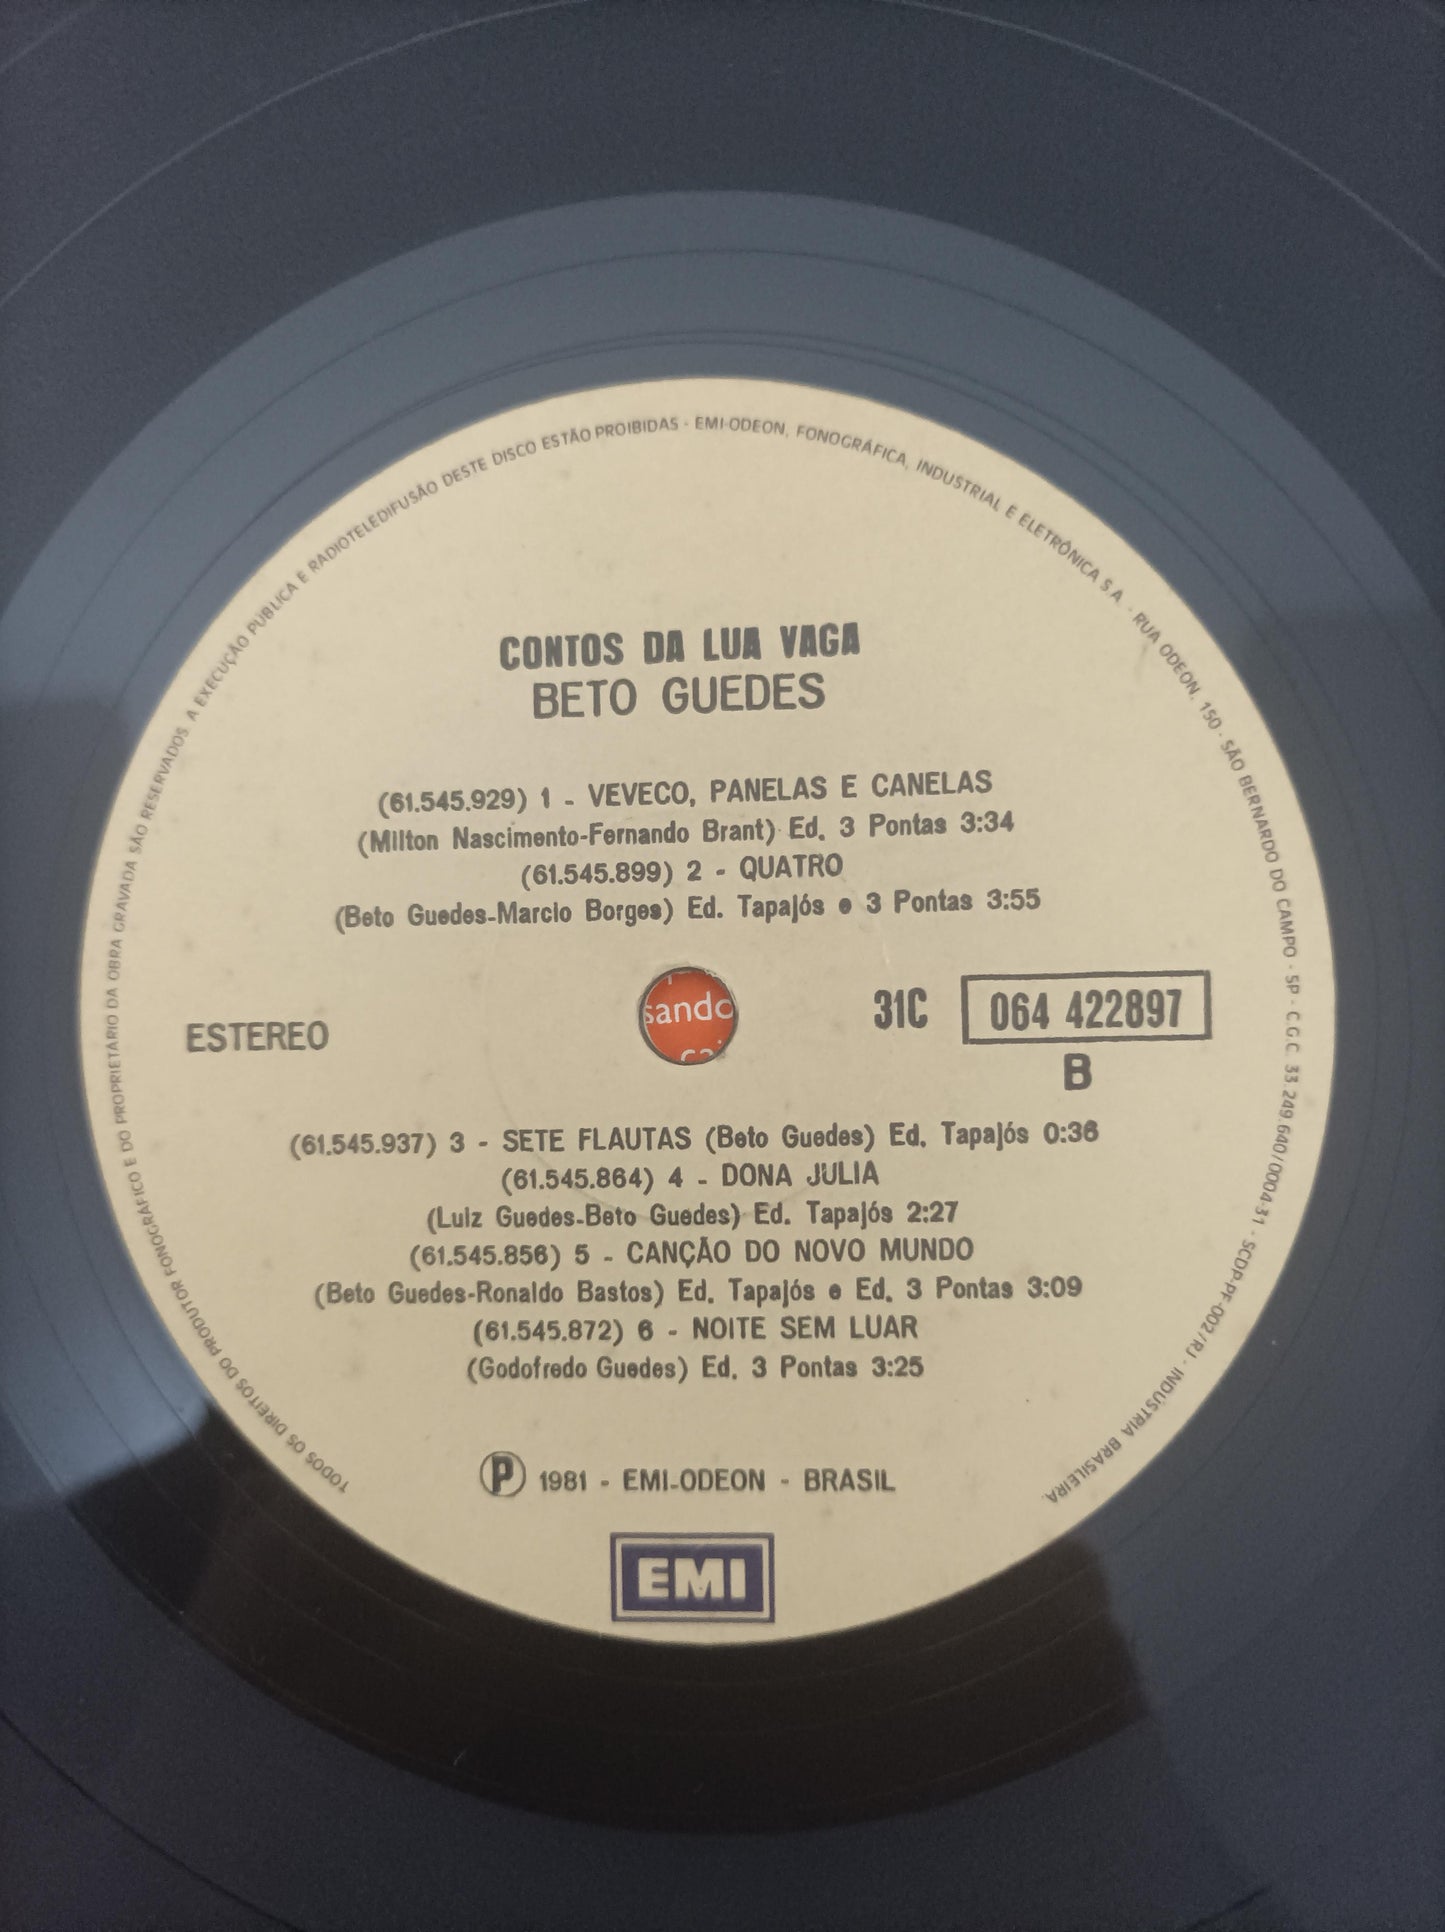 TODOS OS DIREITOS DO PRODUTOR FONOGRÁFICO E DO PROPRIETÁRIO DA OBRA GRAVADA SÃO RESERVADOS. A EXECUÇÃO PÚBLICA E RADIOTELEDIFUSÃO DESTE DISCO ESTÃO PROIBIDAS - EMI-ODEON, FONOGRÁFICA, INDUSTRIAL E ELETRÔNICA S.A. - RUA ODEON, 150 - SÃO BERNARDO DO CAMPO - SP - C.G.C. 33.249.640/0004-31 - SCDP-PF-002/RJ - INDÚSTRIA BRASILEIRA.
CONTOS DA LUA VAGA
BETO GUEDES
(61.545.929) 1 - VEVECO, PANELAS E CANELAS
(Milton Nascimento-Fernando Brant) Ed. 3 Pontas 3:34
(61.545.899) 2 - QUATRO
(Beto Guedes-Marcio Borges) Ed. Tapajós e 3 Pontas 3:55
ESTEREO
sando
31C 064 422897
B
(61.545.937) 3 - SETE FLAUTAS (Beto Guedes) Ed. Tapajós 0:36
(61.545.864) 4 - DONA JULIA
(Luiz Guedes-Beto Guedes) Ed. Tapajós 2:27
(61.545.856) 5 - CANÇÃO DO NOVO MUNDO
(Beto Guedes-Ronaldo Bastos) Ed. Tapajós e Ed. 3 Pontas 3:09
(61.545.872) 6 - NOITE SEM LUAR
(Godofredo Guedes) Ed. 3 Pontas 3:25
Ⓟ 1981 - EMI-ODEON - BRASIL
EMI